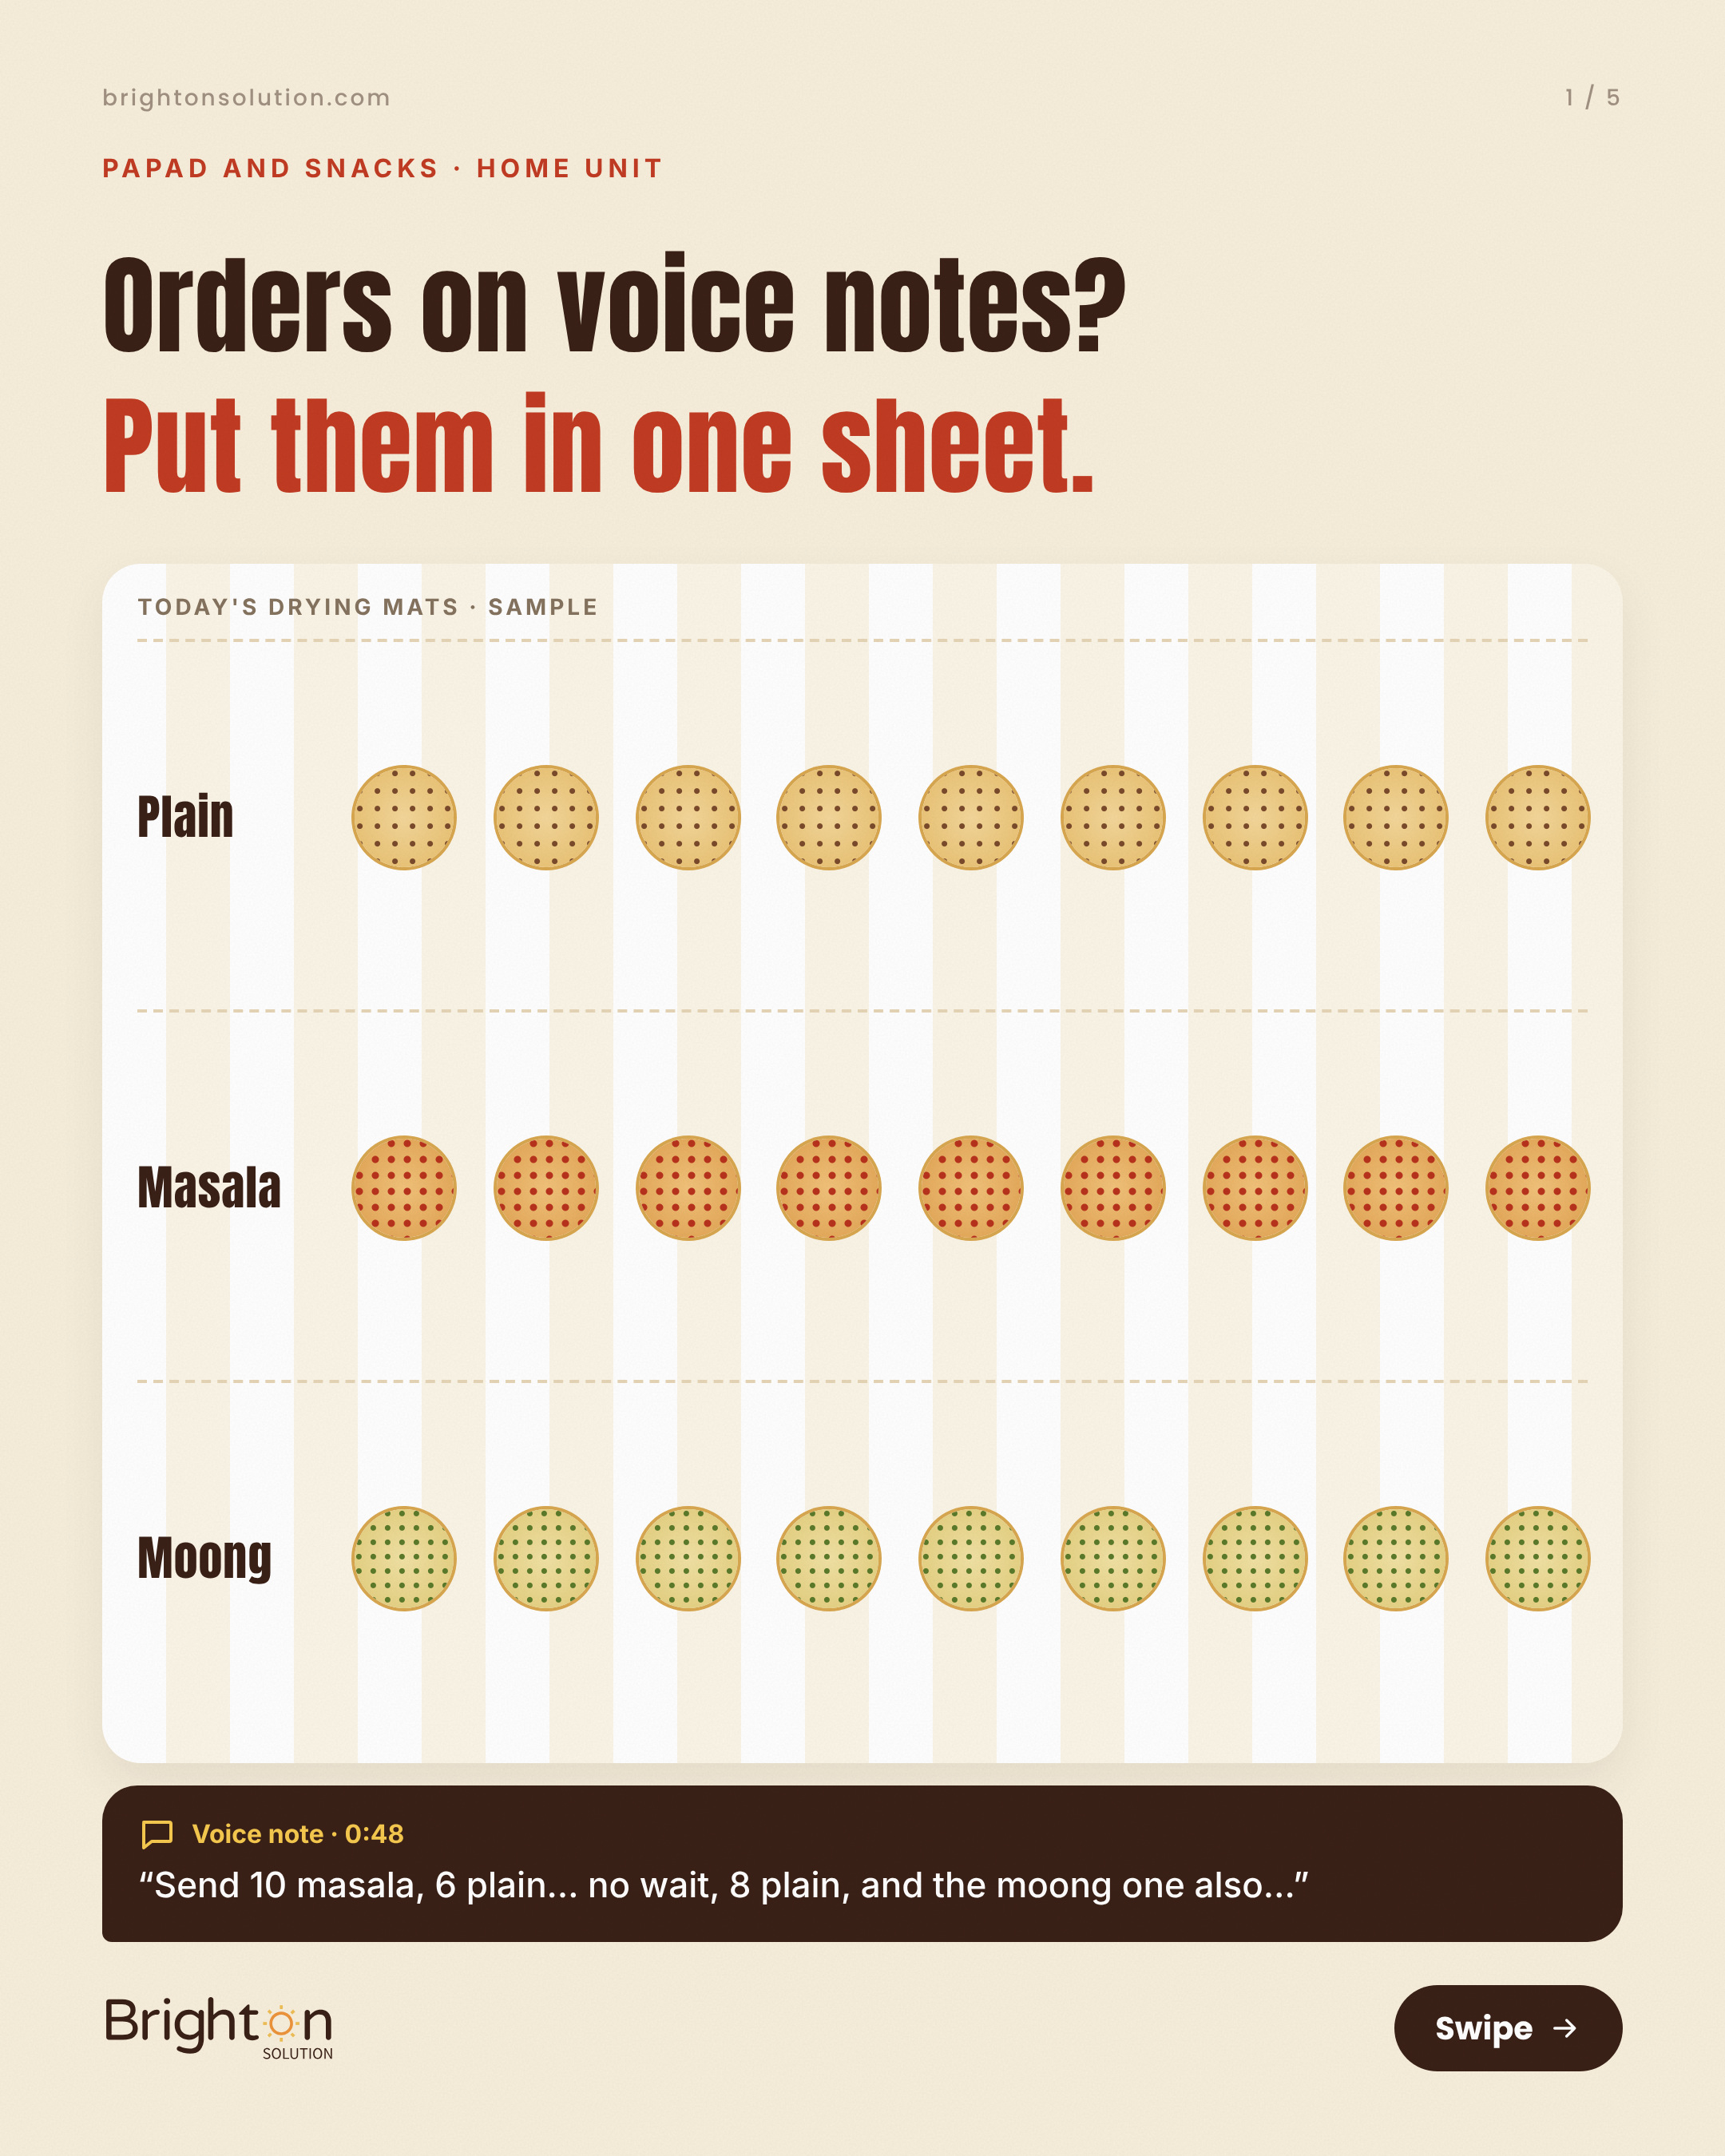 brightonsolution.com
1 / 5
PAPAD AND SNACKS · HOME UNIT
Orders on voice notes?
Put them in one sheet.
TODAY'S DRYING MATS · SAMPLE
Plain
Masala
Moong
Voice note · 0:48
“Send 10 masala, 6 plain... no wait, 8 plain, and the moong one also...”
Brighton
SOLUTION
Swipe →